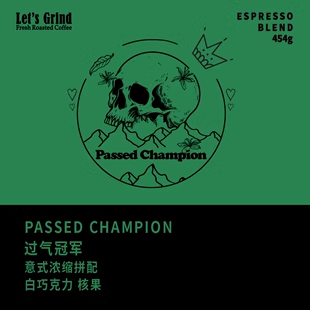 Let's Grind
Fresh Roasted Coffee
ESPRESSO
BLEND
454g
Passed Champion
PASSED CHAMPION
过气冠军
意式浓缩拼配
白巧克力 核果